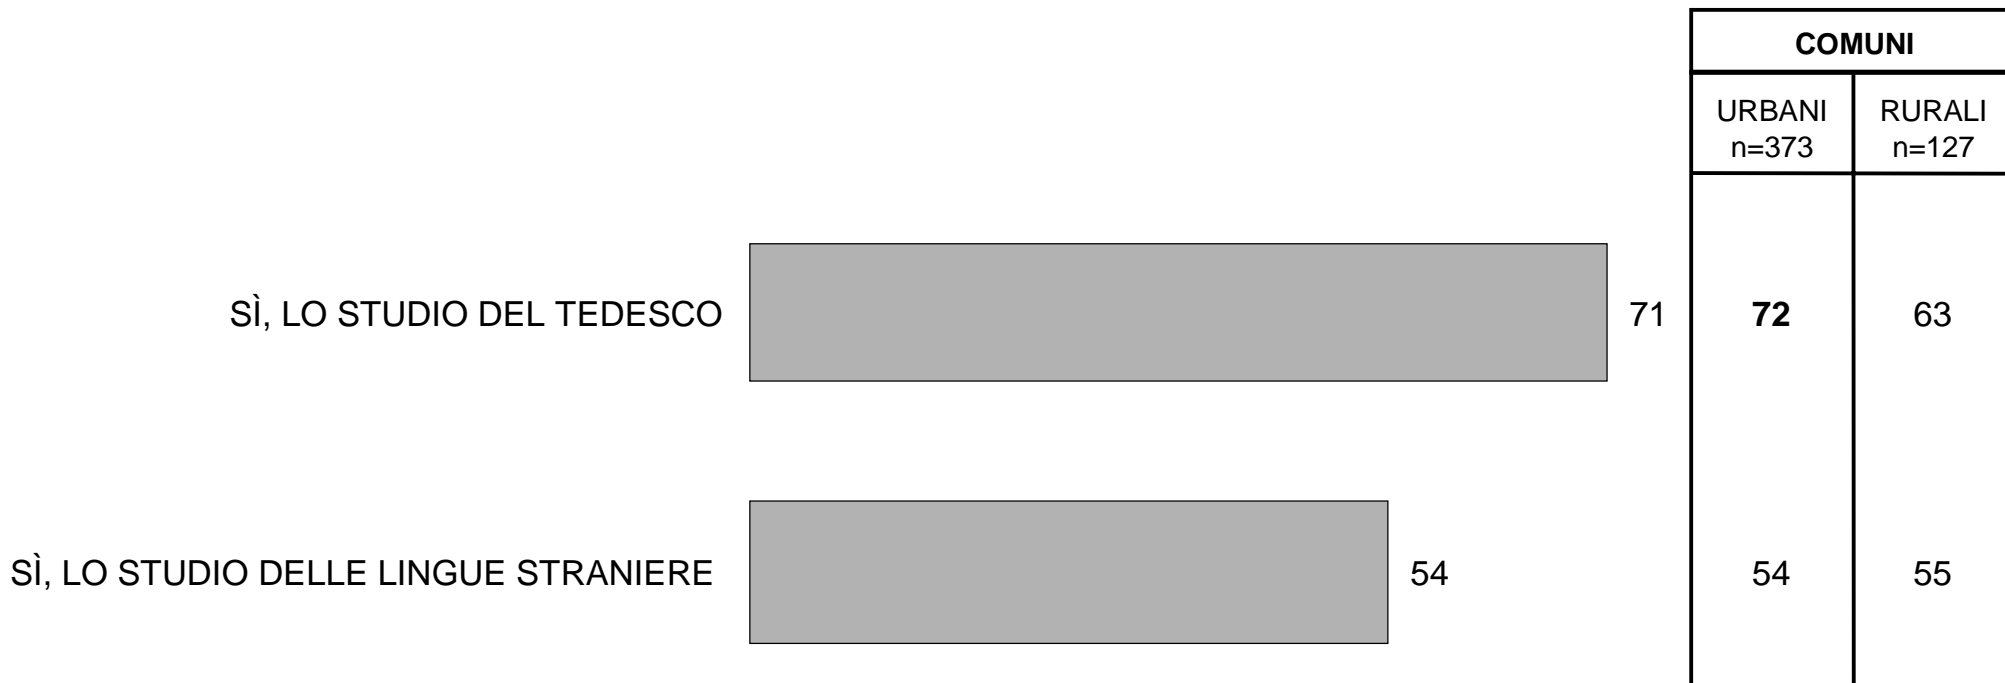 COMUNI
URBANI RURALI
n=373 n=127
SÌ, LO STUDIO DEL TEDESCO 71 72 63
SÌ, LO STUDIO DELLE LINGUE STRANIERE 54 54 55